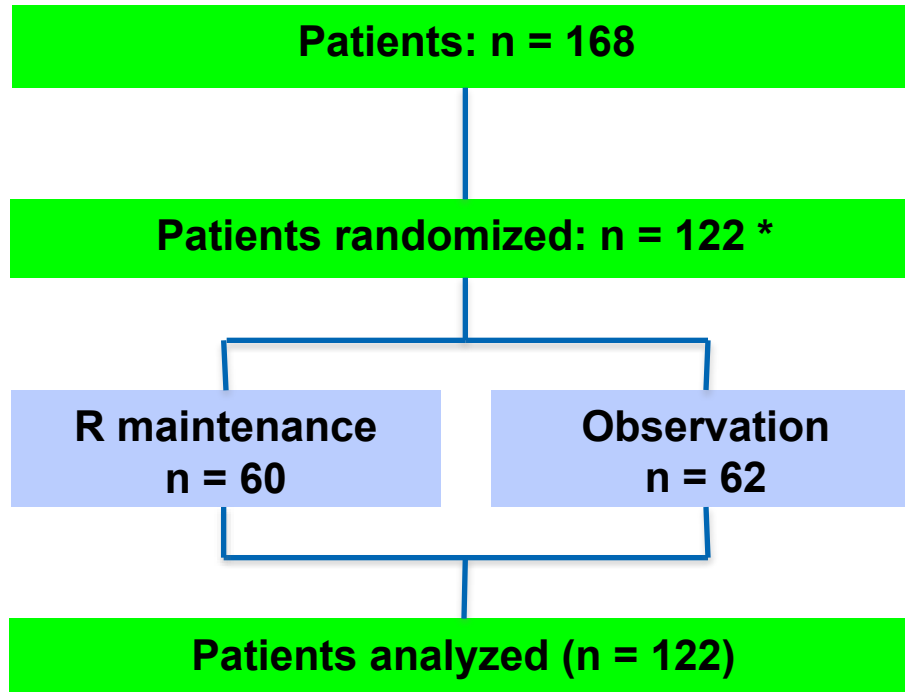 Patients: n = 168
Patients randomized: n = 122 *
R maintenance
n = 60
Observation
n = 62
Patients analyzed (n = 122)